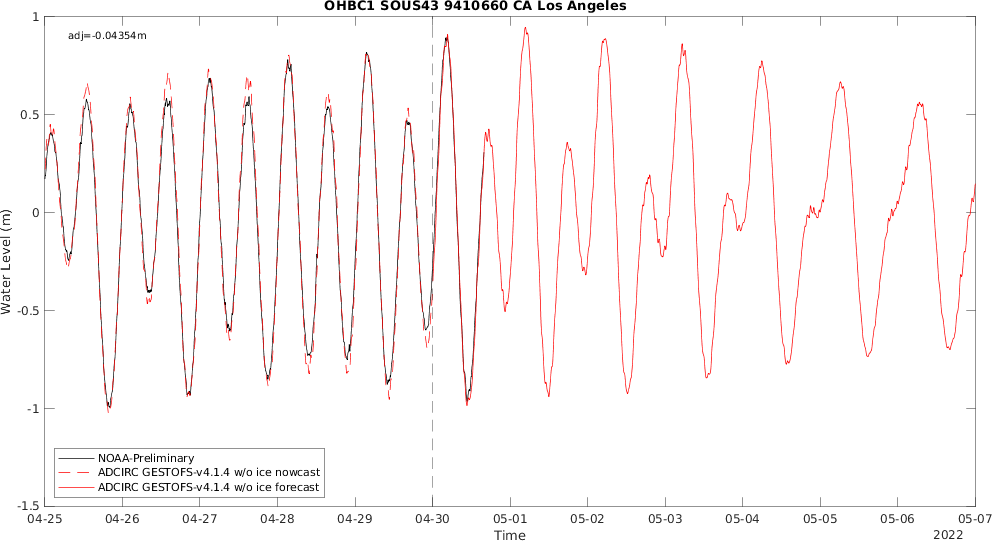 OHBC1 SOUS43 9410660 CA Los Angeles
adj=-0.04354m
1
0.5
0
-0.5
-1
-1.5
Water Level (m)
NOAA-Preliminary
ADCIRC GESTOFS-v4.1.4 w/o ice nowcast
ADCIRC GESTOFS-v4.1.4 w/o ice forecast
04-25 04-26 04-27 04-28 04-29 04-30 05-01 05-02 05-03 05-04 05-05 05-06 05-07
Time
2022